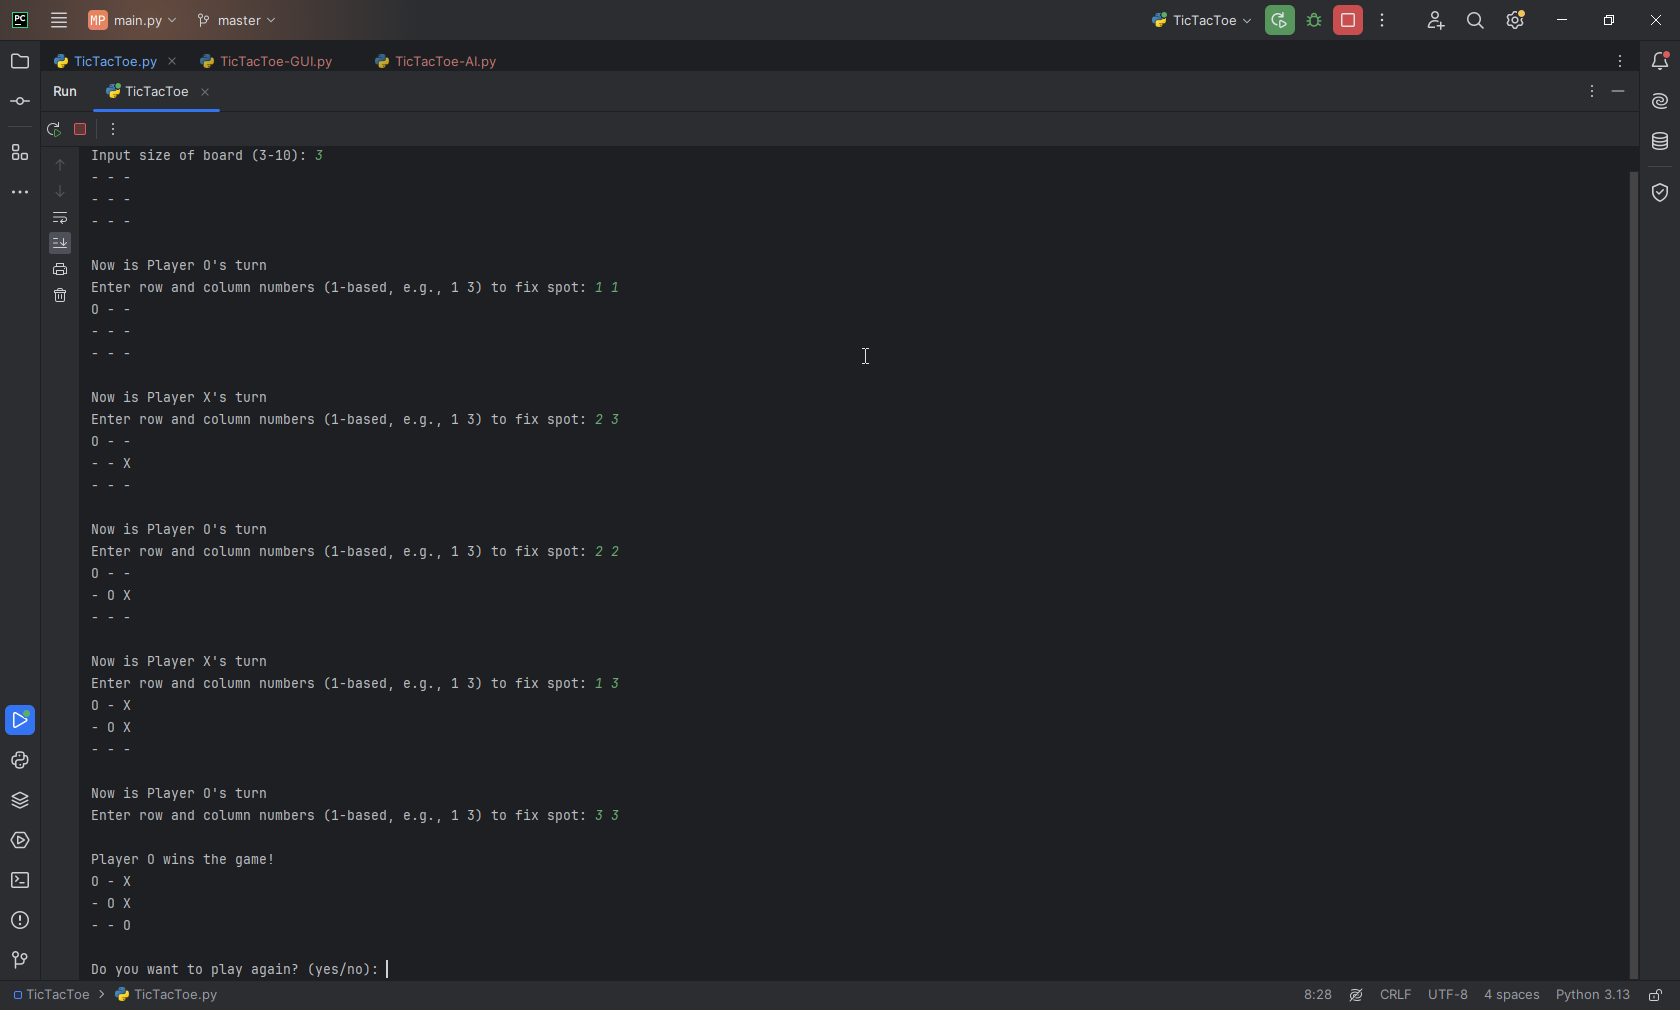 PC MP main.py master TicTacToe
TicTacToe.py TicTacToe-GUI.py TicTacToe-AI.py
Run TicTacToe
Input size of board (3-10): 3
- - -
- - -
- - -
Now is Player O's turn
Enter row and column numbers (1-based, e.g., 1 3) to fix spot: 1 1
O - -
- - -
- - -
Now is Player X's turn
Enter row and column numbers (1-based, e.g., 1 3) to fix spot: 2 3
O - -
- - X
- - -
Now is Player O's turn
Enter row and column numbers (1-based, e.g., 1 3) to fix spot: 2 2
O - -
- O X
- - -
Now is Player X's turn
Enter row and column numbers (1-based, e.g., 1 3) to fix spot: 1 3
O - X
- O X
- - -
Now is Player O's turn
Enter row and column numbers (1-based, e.g., 1 3) to fix spot: 3 3
Player O wins the game!
O - X
- O X
- - O
Do you want to play again? (yes/no):
TicTacToe > TicTacToe.py 8:28 CRLF UTF-8 4 spaces Python 3.13